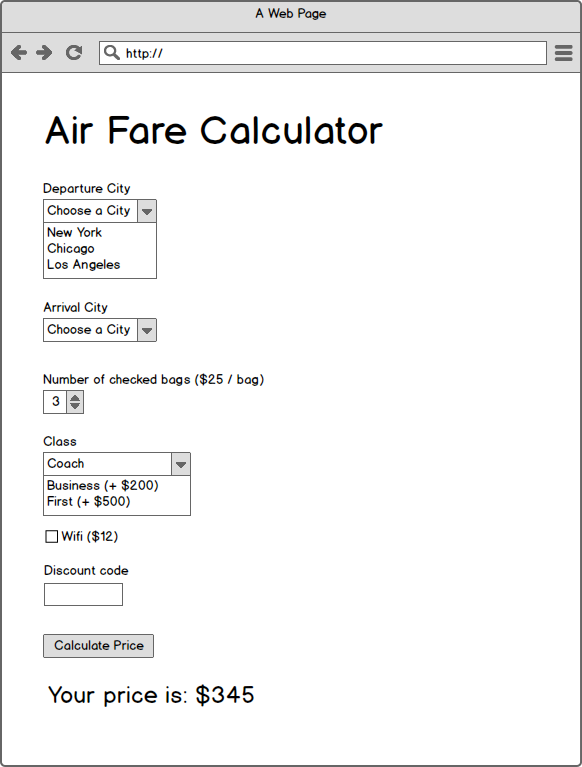 A Web Page
http://
Air Fare Calculator
Departure City
Choose a City
New York
Chicago
Los Angeles
Arrival City
Choose a City
Number of checked bags ($25 / bag)
3
Class
Coach
Business (+ $200)
First (+ $500)
Wifi ($12)
Discount code
Calculate Price
Your price is: $345